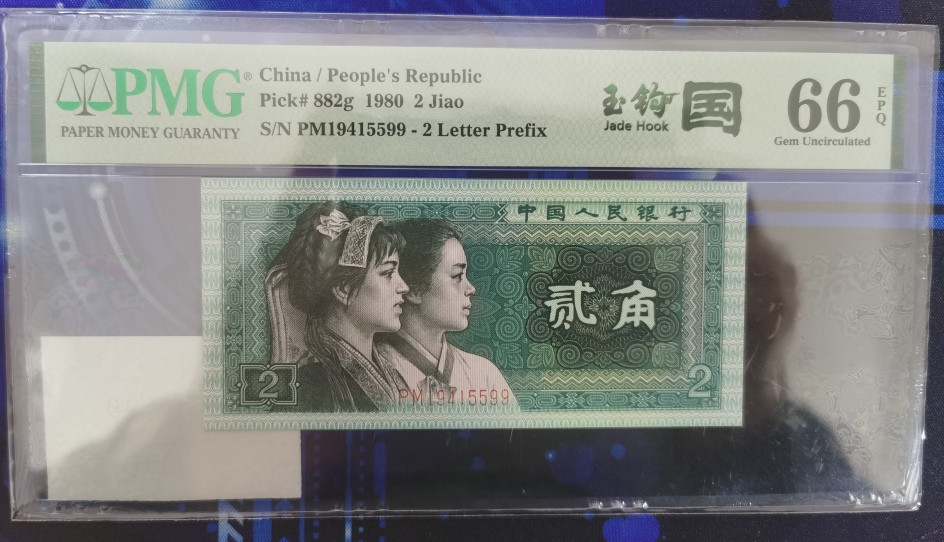 PMG®
PAPER MONEY GUARANTY
China / People's Republic
Pick# 882g 1980 2 Jiao
S/N PM19415599 - 2 Letter Prefix
玉钩 国
Jade Hook
66 EPQ
Gem Uncirculated
中国人民银行
贰角
2
PM19415599
2